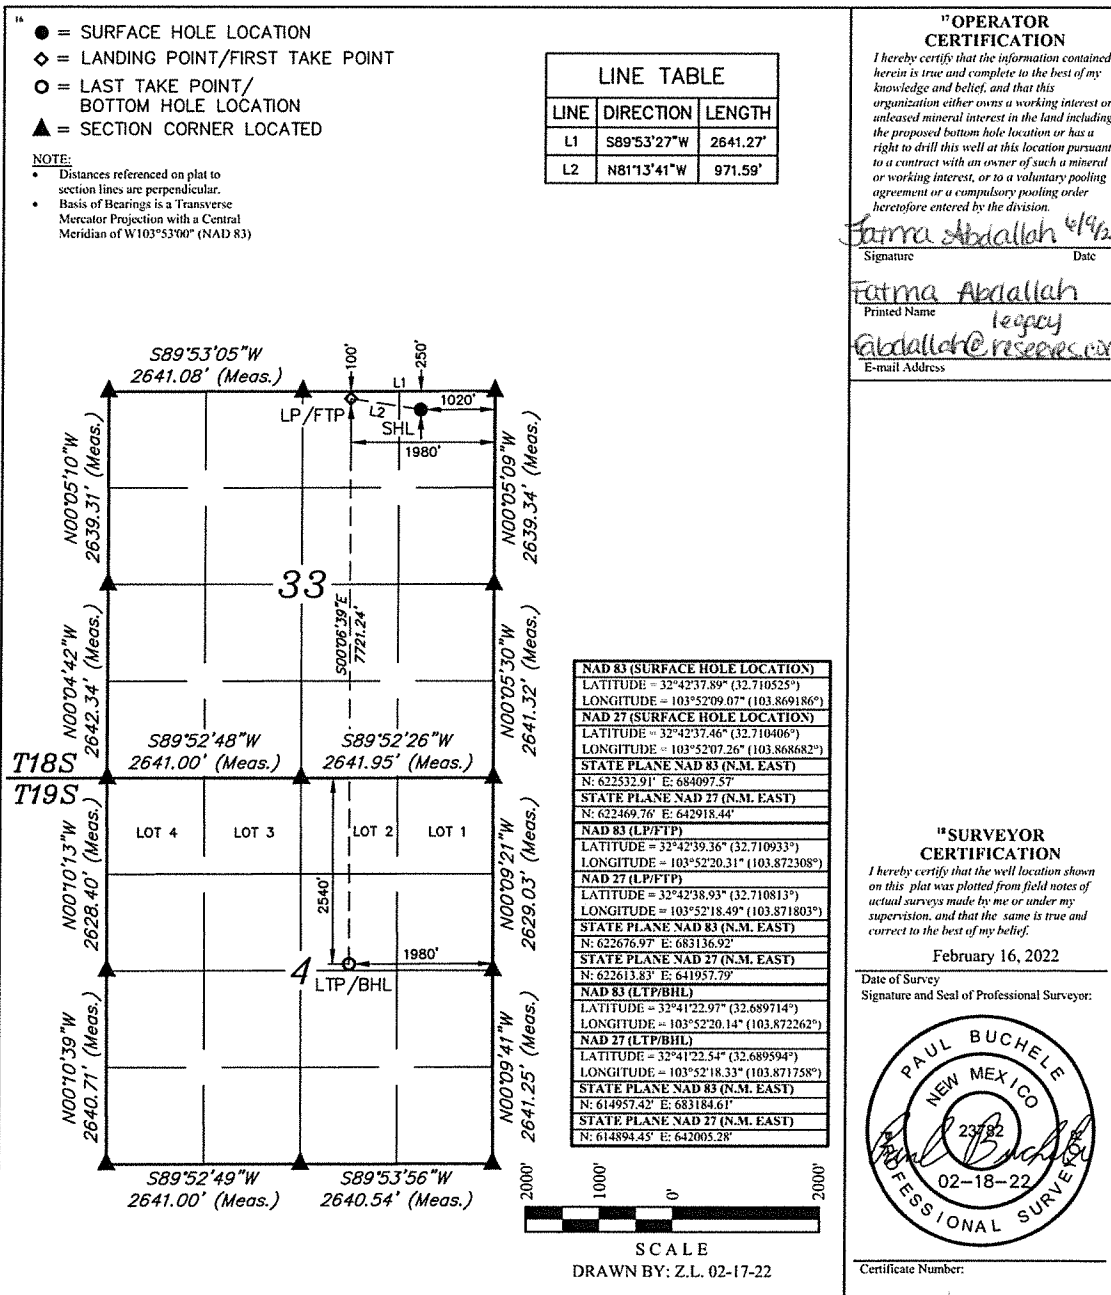 16
● = SURFACE HOLE LOCATION
◇ = LANDING POINT/FIRST TAKE POINT
○ = LAST TAKE POINT/
BOTTOM HOLE LOCATION
▲ = SECTION CORNER LOCATED
NOTE:
• Distances referenced on plat to
section lines are perpendicular.
• Basis of Bearings is a Transverse
Mercator Projection with a Central
Meridian of W103°53'00" (NAD 83)
LINE TABLE
LINE DIRECTION LENGTH
L1 S89°53'27"W 2641.27'
L2 N81°13'41"W 971.59'
S89°53'05"W
2641.08' (Meas.)
100'
250'
L1
L2
1020'
LP/FTP
SHL
1980'
N00°05'10"W
2639.31' (Meas.)
N00°05'09"W
2639.34' (Meas.)
33
S00°06'39"E
7721.24'
N00°04'42"W
2642.34' (Meas.)
N00°05'30"W
2641.32' (Meas.)
S89°52'48"W
2641.00' (Meas.)
S89°52'26"W
2641.95' (Meas.)
T18S
T19S
LOT 4
LOT 3
LOT 2
LOT 1
N00°10'13"W
2628.40' (Meas.)
N00°09'21"W
2629.03' (Meas.)
2540'
1980'
4
LTP/BHL
N00°10'39"W
2640.71' (Meas.)
N00°09'41"W
2641.25' (Meas.)
S89°52'49"W
2641.00' (Meas.)
S89°53'56"W
2640.54' (Meas.)
NAD 83 (SURFACE HOLE LOCATION)
LATITUDE = 32°42'37.89" (32.710525°)
LONGITUDE = 103°52'09.07" (103.869186°)
NAD 27 (SURFACE HOLE LOCATION)
LATITUDE = 32°42'37.46" (32.710406°)
LONGITUDE = 103°52'07.26" (103.868682°)
STATE PLANE NAD 83 (N.M. EAST)
N: 622532.91' E: 684097.57'
STATE PLANE NAD 27 (N.M. EAST)
N: 622469.76' E: 642918.44'
NAD 83 (LP/FTP)
LATITUDE = 32°42'39.36" (32.710933°)
LONGITUDE = 103°52'20.31" (103.872308°)
NAD 27 (LP/FTP)
LATITUDE = 32°42'38.93" (32.710813°)
LONGITUDE = 103°52'18.49" (103.871803°)
STATE PLANE NAD 83 (N.M. EAST)
N: 622676.97' E: 683136.92'
STATE PLANE NAD 27 (N.M. EAST)
N: 622613.83' E: 641957.79'
NAD 83 (LTP/BHL)
LATITUDE = 32°41'22.97" (32.689714°)
LONGITUDE = 103°52'20.14" (103.872262°)
NAD 27 (LTP/BHL)
LATITUDE = 32°41'22.54" (32.689594°)
LONGITUDE = 103°52'18.33" (103.871758°)
STATE PLANE NAD 83 (N.M. EAST)
N: 614957.42' E: 683184.61'
STATE PLANE NAD 27 (N.M. EAST)
N: 614894.45' E: 642005.28'
2000'
1000'
0'
2000'
SCALE
DRAWN BY: Z.L. 02-17-22
17 OPERATOR
CERTIFICATION
I hereby certify that the information contained
herein is true and complete to the best of my
knowledge and belief, and that this
organization either owns a working interest or
unleased mineral interest in the land including
the proposed bottom hole location or has a
right to drill this well at this location pursuant
to a contract with an owner of such a mineral
or working interest, or to a voluntary pooling
agreement or a compulsory pooling order
heretofore entered by the division.
Fatma Abdallah
Signature Date
Fatma Abdallah
Printed Name
legacy
fabdallah@reserves.com
E-mail Address
18 SURVEYOR
CERTIFICATION
I hereby certify that the well location shown
on this plat was plotted from field notes of
actual surveys made by me or under my
supervision, and that the same is true and
correct to the best of my belief.
February 16, 2022
Date of Survey
Signature and Seal of Professional Surveyor:
PAUL BUCHELE
NEW MEXICO
23782
Paul Buchele
02-18-22
PROFESSIONAL SURVEYOR
Certificate Number: